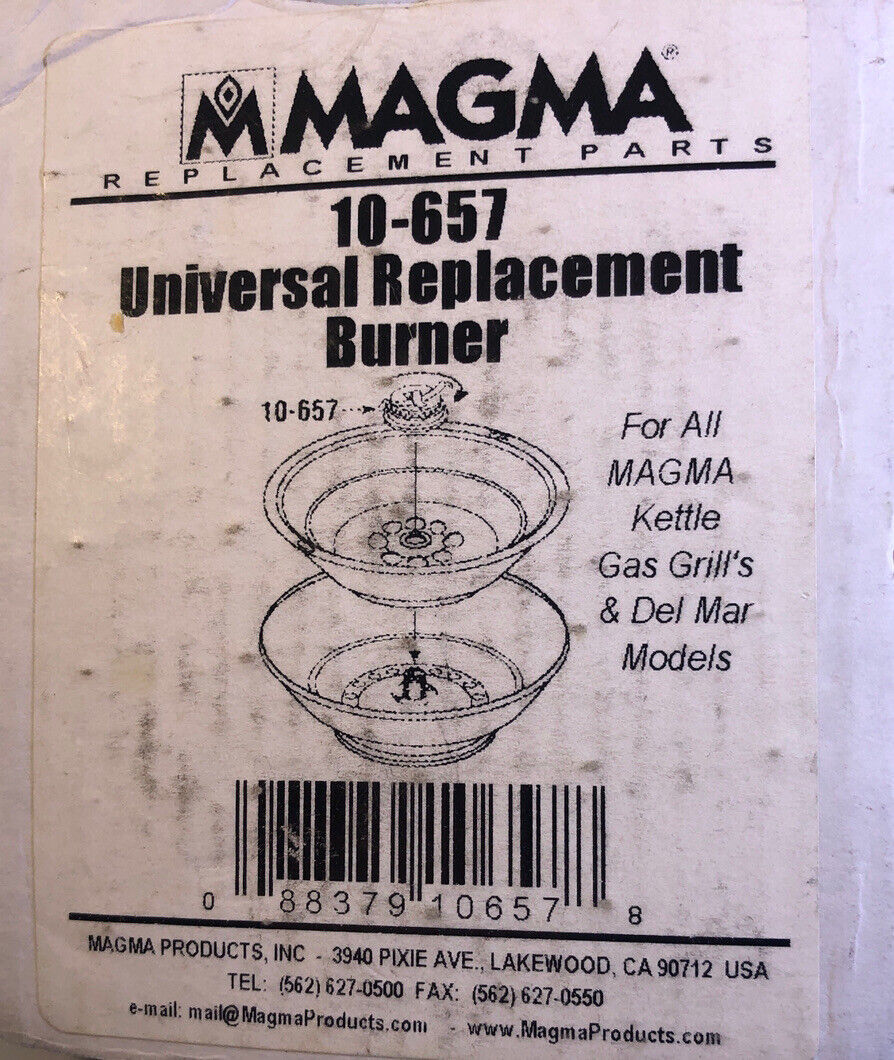 MAGMA®
REPLACEMENT PARTS
10-657
Universal Replacement
Burner
10-657
For All
MAGMA
Kettle
Gas Grill's
& Del Mar
Models
0 88379 10657 8
MAGMA PRODUCTS, INC - 3940 PIXIE AVE., LAKEWOOD, CA 90712 USA
TEL: (562) 627-0500 FAX: (562) 627-0550
e-mail: mail@MagmaProducts.com - www.MagmaProducts.com